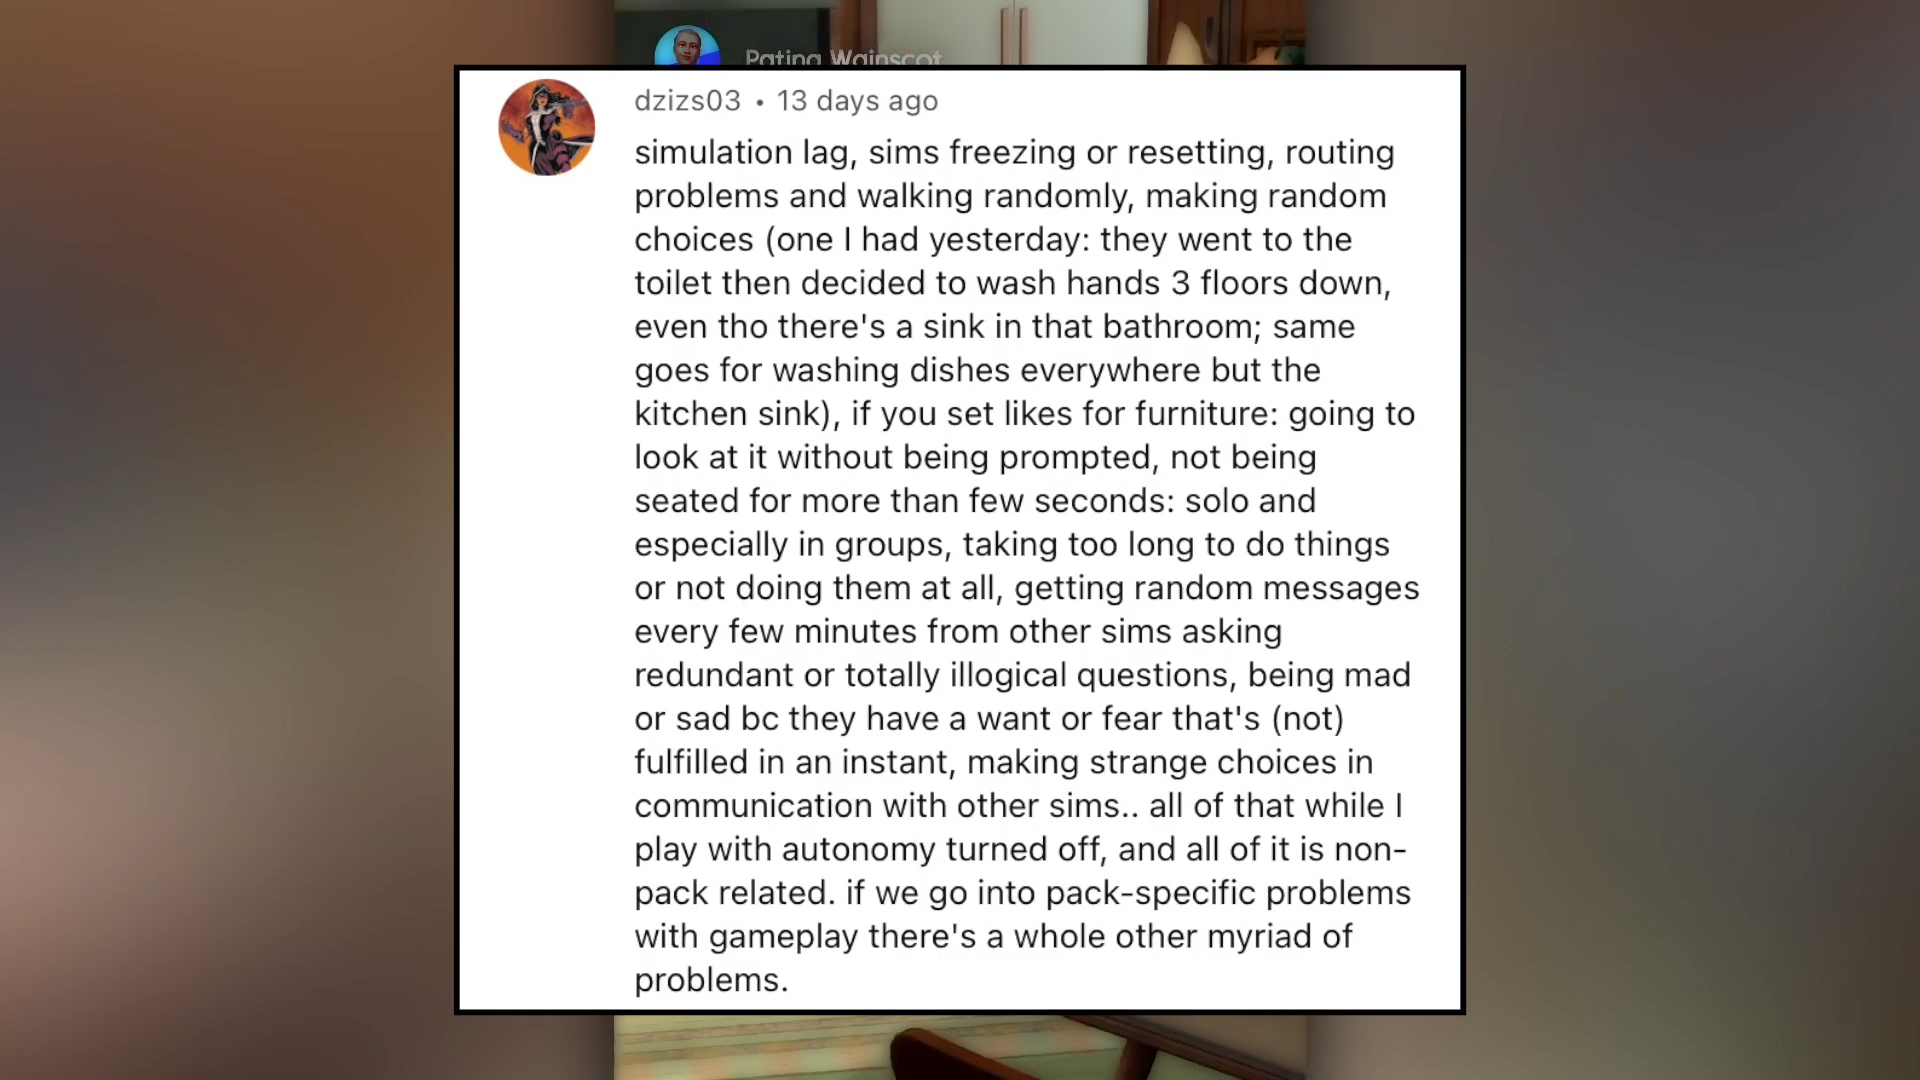 Patina Wainscot
dzizs03 • 13 days ago
simulation lag, sims freezing or resetting, routing
problems and walking randomly, making random
choices (one I had yesterday: they went to the
toilet then decided to wash hands 3 floors down,
even tho there's a sink in that bathroom; same
goes for washing dishes everywhere but the
kitchen sink), if you set likes for furniture: going to
look at it without being prompted, not being
seated for more than few seconds: solo and
especially in groups, taking too long to do things
or not doing them at all, getting random messages
every few minutes from other sims asking
redundant or totally illogical questions, being mad
or sad bc they have a want or fear that's (not)
fulfilled in an instant, making strange choices in
communication with other sims.. all of that while I
play with autonomy turned off, and all of it is non-
pack related. if we go into pack-specific problems
with gameplay there's a whole other myriad of
problems.